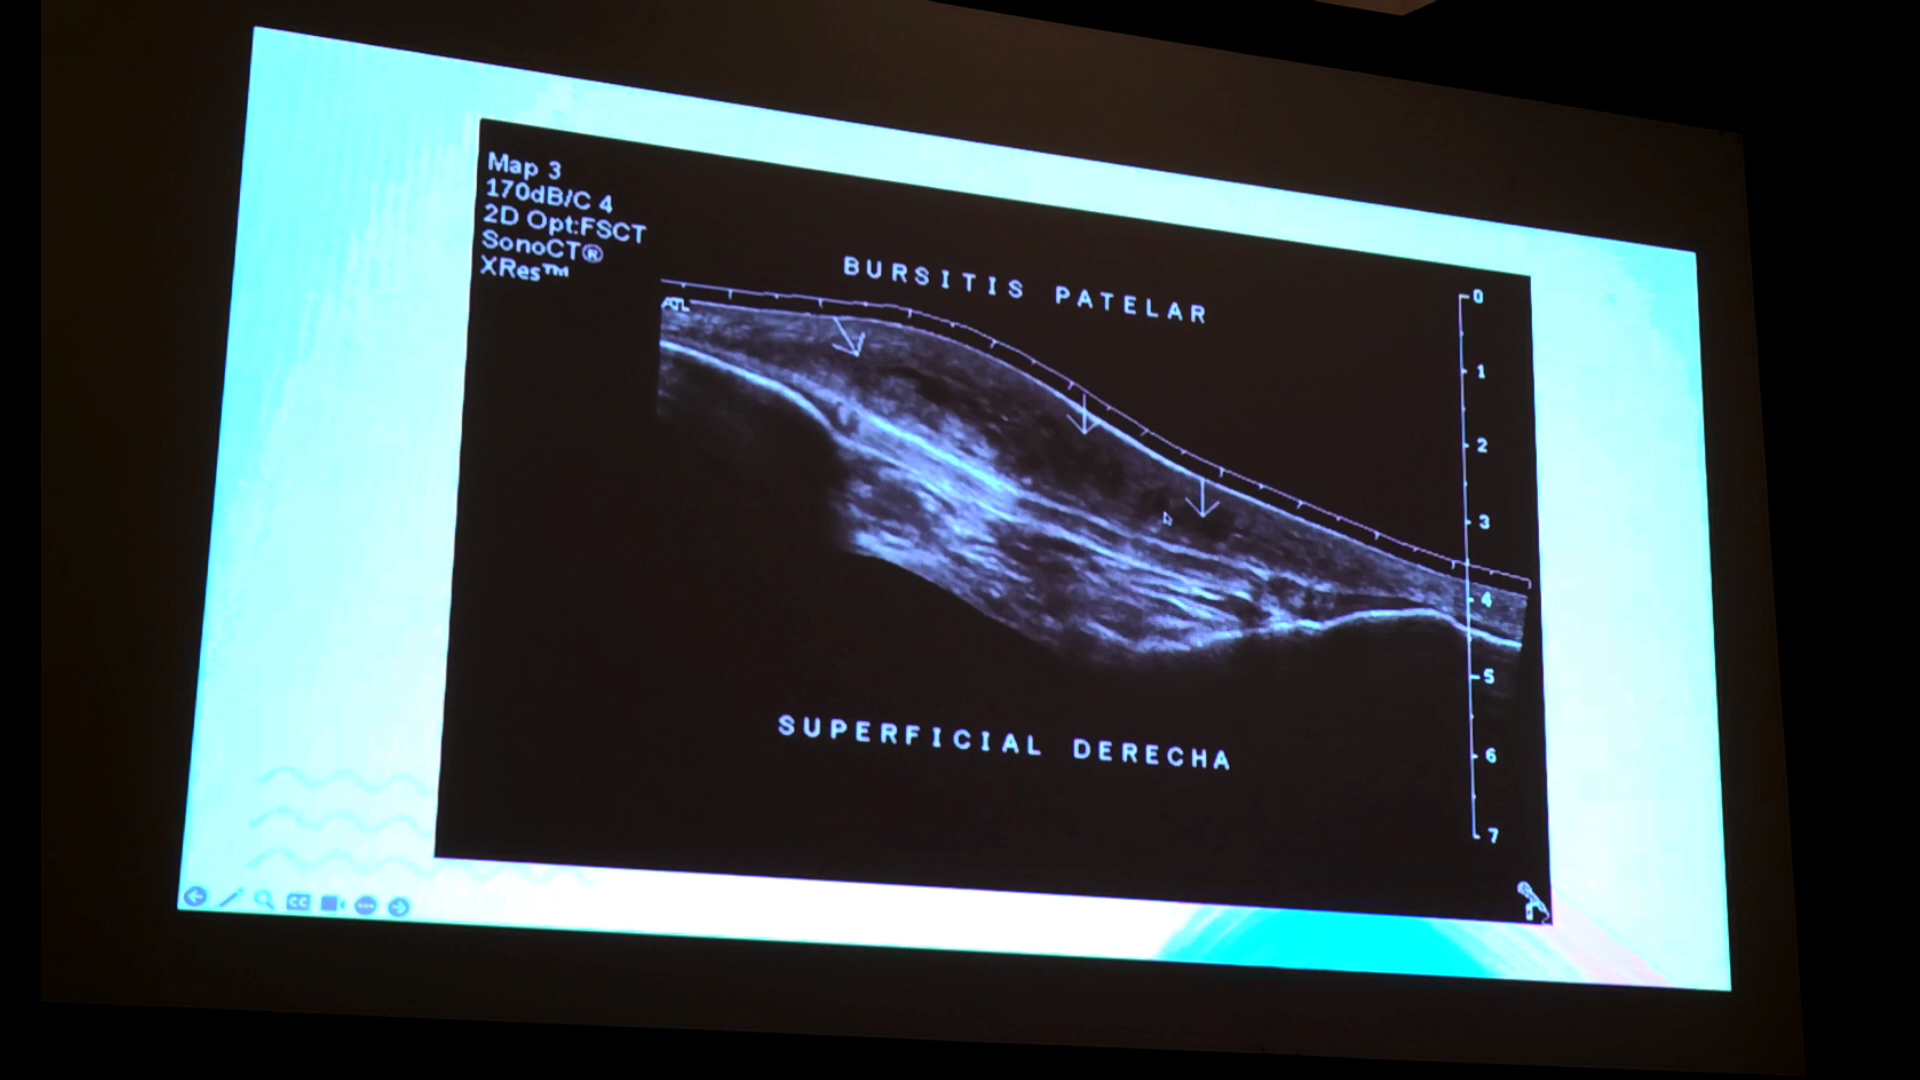 Map 3
170dB/C 4
2D Opt:FSCT
SonoCT®
XRes™
BURSITIS PATELAR
ATL
0
1
2
3
4
5
6
7
SUPERFICIAL DERECHA
CC